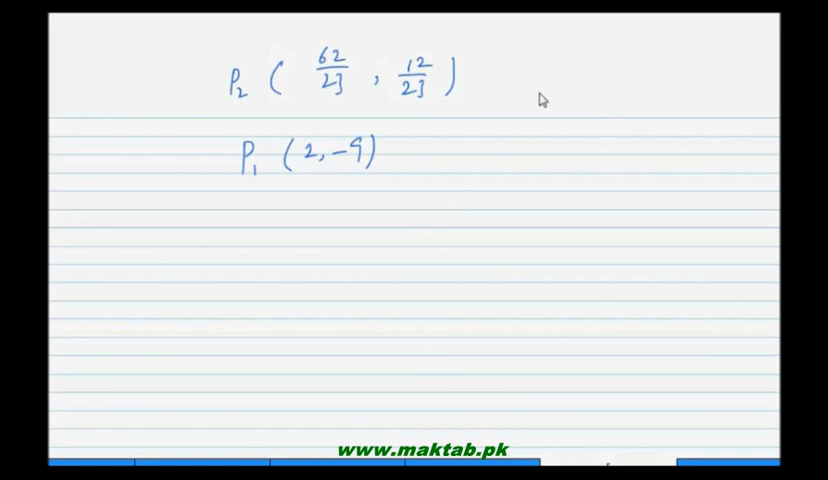 P₂ ( 62/23 , 12/23 )
P₁ (2, -9)
www.maktab.pk